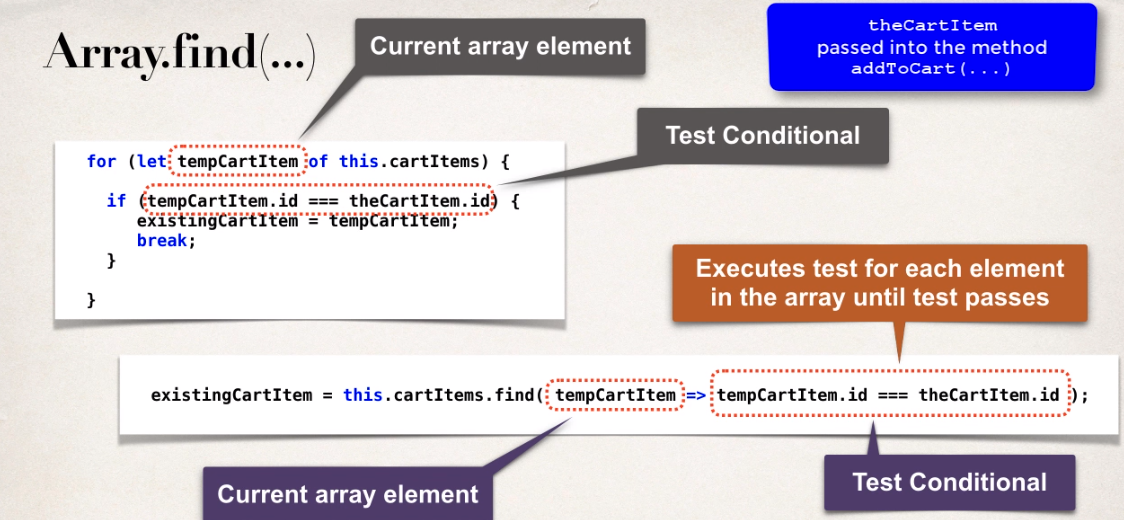 Array.find(...)
Current array element
theCartItem
passed into the method
addToCart(...)
Test Conditional
for (let tempCartItem of this.cartItems) {
if (tempCartItem.id === theCartItem.id) {
existingCartItem = tempCartItem;
break;
}
}
Executes test for each element
in the array until test passes
existingCartItem = this.cartItems.find( tempCartItem => tempCartItem.id === theCartItem.id );
Current array element
Test Conditional